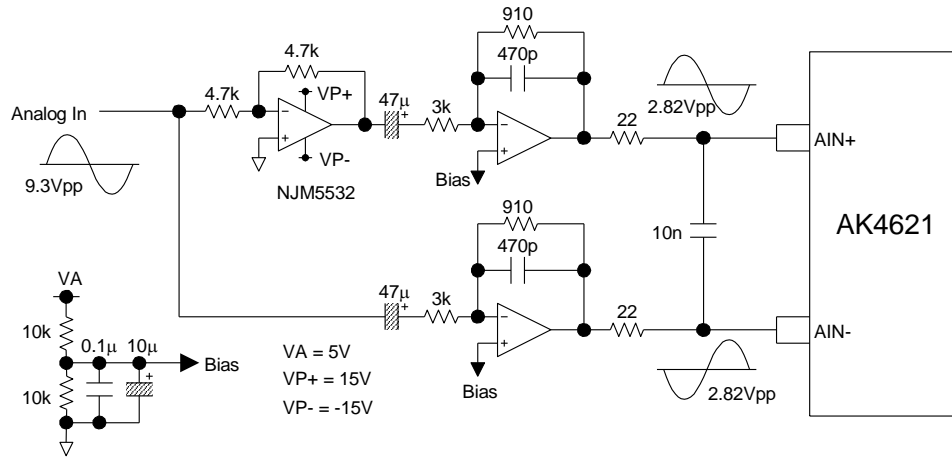 910
4.7k
470p
4.7k
VP+
47μ
+
3k
2.82Vpp
22
Analog In
−
+
−
+
AIN+
VP-
Bias
9.3Vpp
NJM5532
910
10n
AK4621
470p
VA
47μ
+
3k
22
−
+
AIN-
10k
0.1μ
10μ
+
Bias
VA = 5V
VP+ = 15V
VP- = -15V
Bias
2.82Vpp
10k